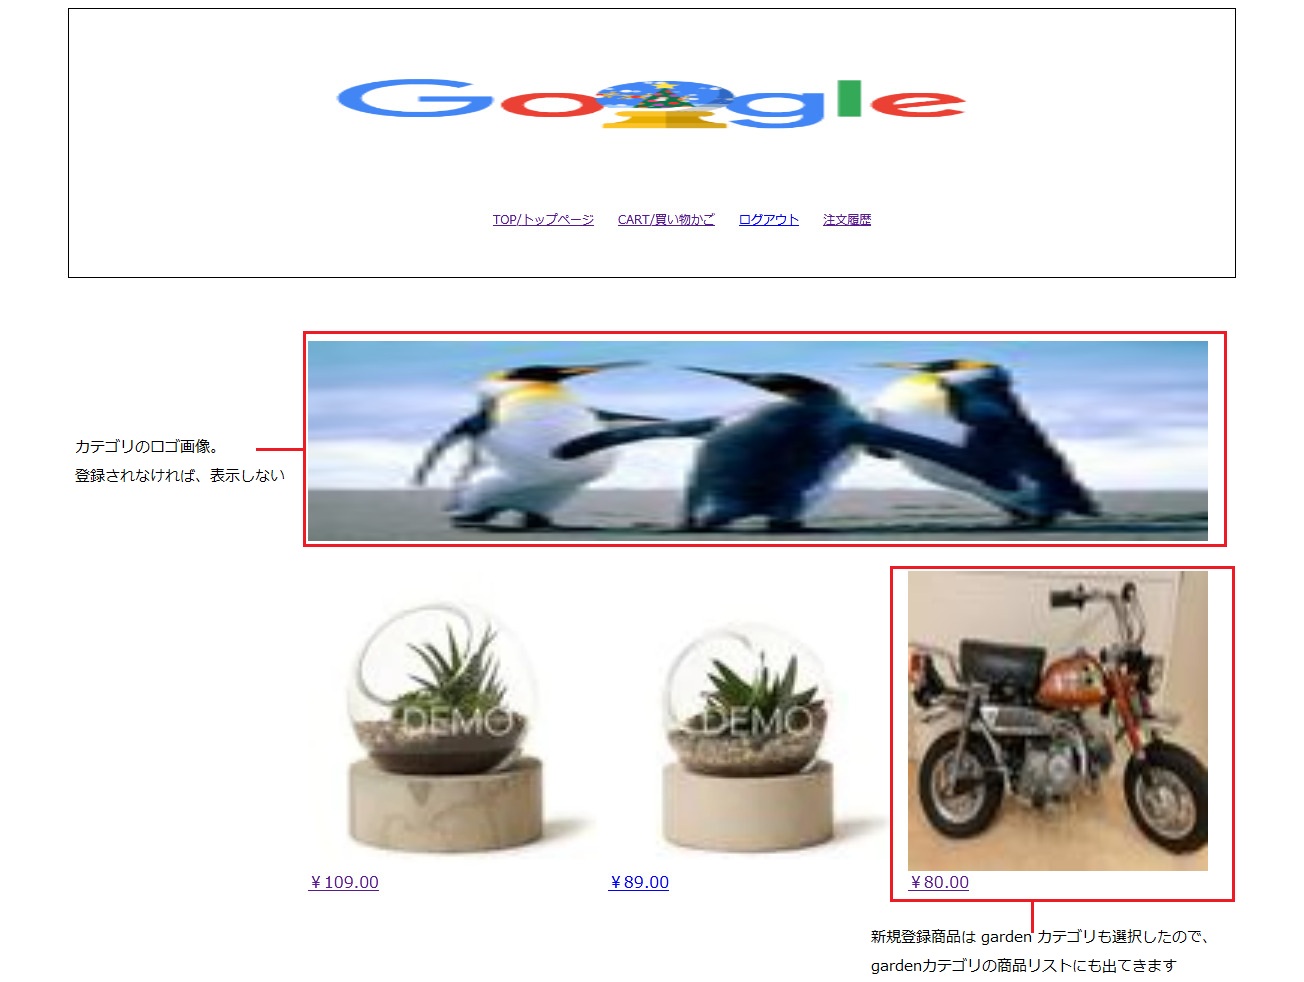 Google
TOP/トップページ CART/買い物かご ログアウト 注文履歴
カテゴリのロゴ画像。
登録されなければ、表示しない
DEMO DEMO
￥109.00 ￥89.00 ￥80.00
新規登録商品は garden カテゴリも選択したので、
gardenカテゴリの商品リストにも出てきます